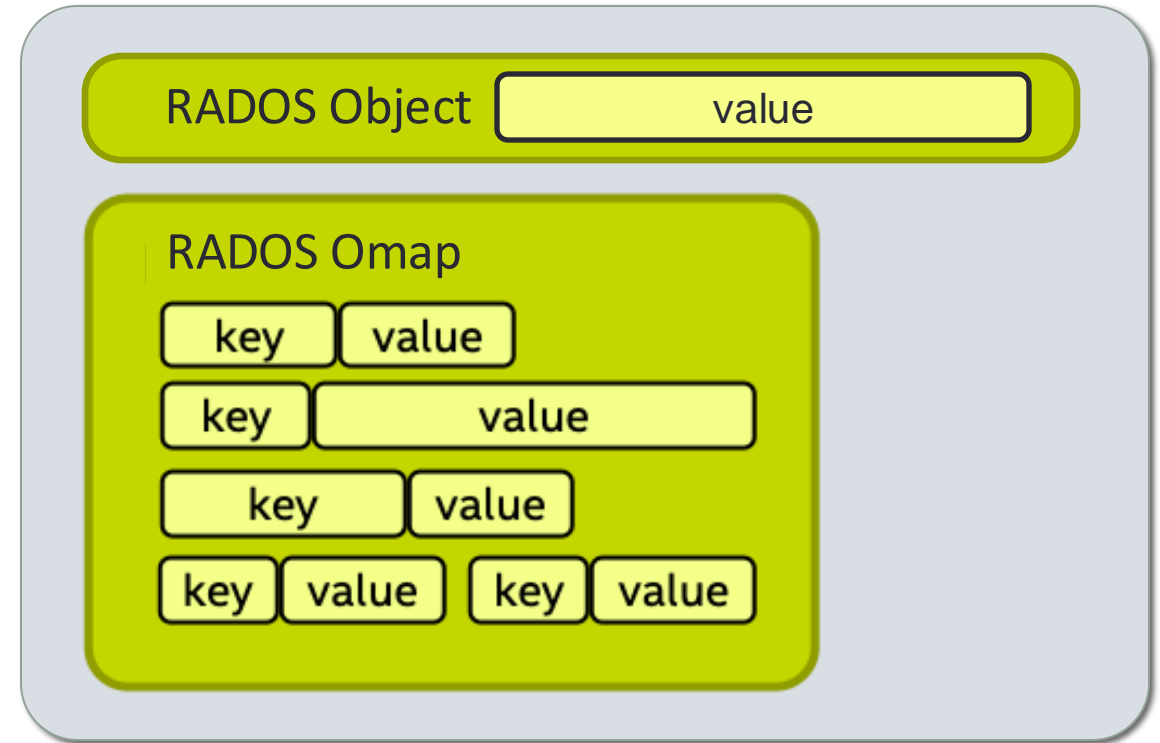 RADOS Object value
RADOS Omap
key value
key value
key value
key value key value